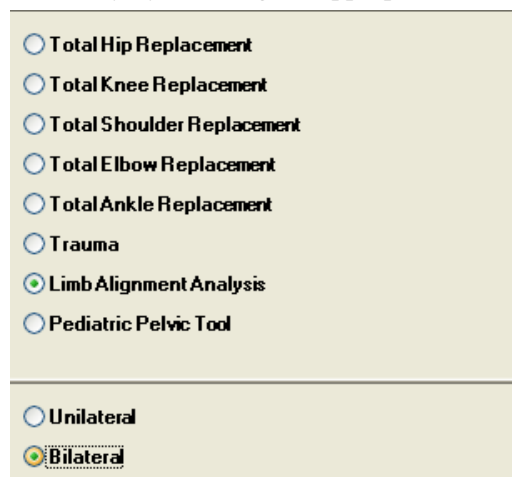 Total Hip Replacement
Total Knee Replacement
Total Shoulder Replacement
Total Elbow Replacement
Total Ankle Replacement
Trauma
Limb Alignment Analysis
Pediatric Pelvic Tool
Unilateral
Bilateral